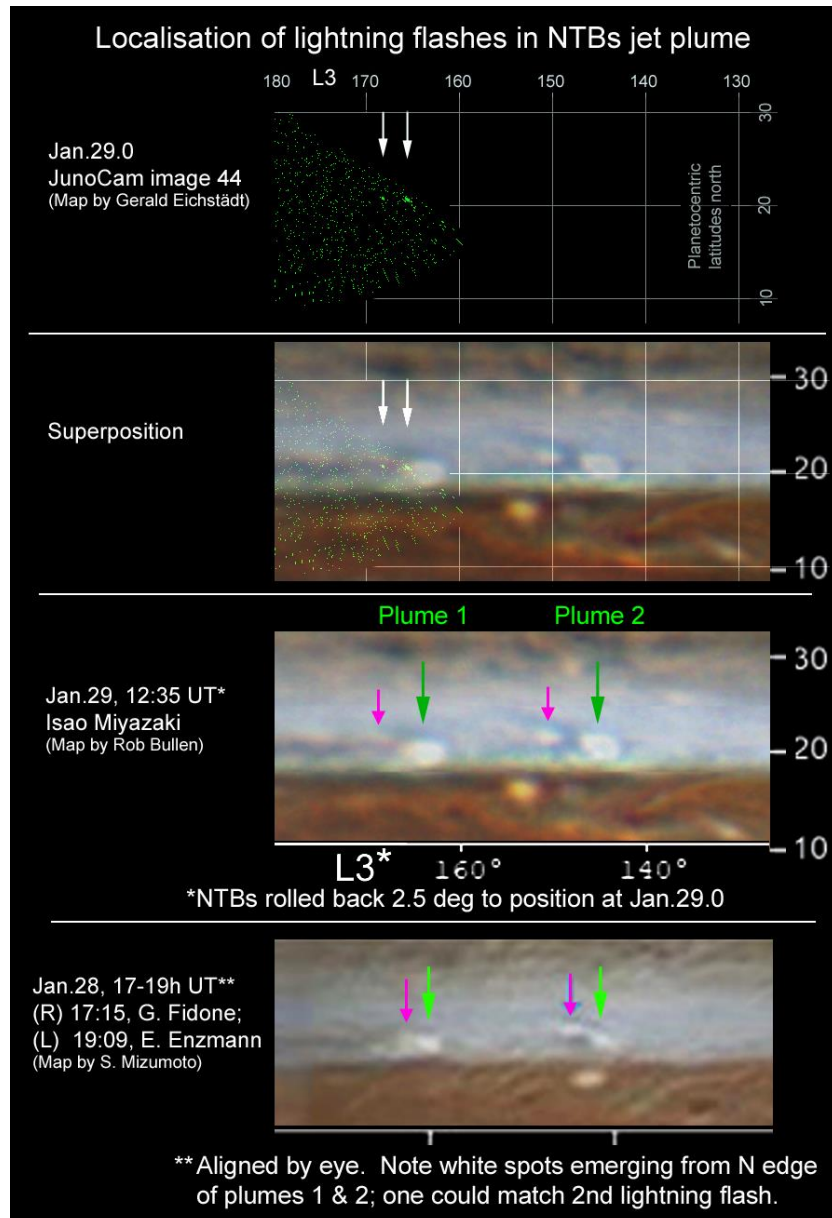 Localisation of lightning flashes in NTBs jet plume
180 L3 170 160 150 140 130
30
Jan.29.0
JunoCam image 44
(Map by Gerald Eichstädt)
20
Planetocentric
latitudes north
10
30
Superposition
20
10
Plume 1 Plume 2
30
Jan.29, 12:35 UT*
Isao Miyazaki
(Map by Rob Bullen)
20
10
L3* 160° 140°
*NTBs rolled back 2.5 deg to position at Jan.29.0
Jan.28, 17-19h UT**
(R) 17:15, G. Fidone;
(L) 19:09, E. Enzmann
(Map by S. Mizumoto)
** Aligned by eye. Note white spots emerging from N edge
of plumes 1 & 2; one could match 2nd lightning flash.